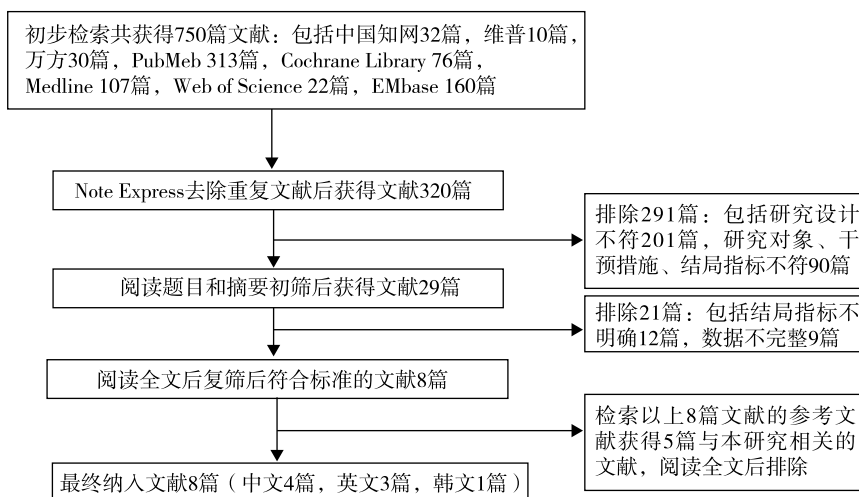 初步检索共获得750篇文献：包括中国知网32篇，维普10篇，
万方30篇，PubMeb 313篇，Cochrane Library 76篇，
Medline 107篇，Web of Science 22篇，EMbase 160篇
Note Express去除重复文献后获得文献320篇
排除291篇：包括研究设计
不符201篇，研究对象、干
预措施、结局指标不符90篇
阅读题目和摘要初筛后获得文献29篇
排除21篇：包括结局指标不
明确12篇，数据不完整9篇
阅读全文后复筛后符合标准的文献8篇
检索以上8篇文献的参考文
献获得5篇与本研究相关的
文献，阅读全文后排除
最终纳入文献8篇（中文4篇，英文3篇，韩文1篇）